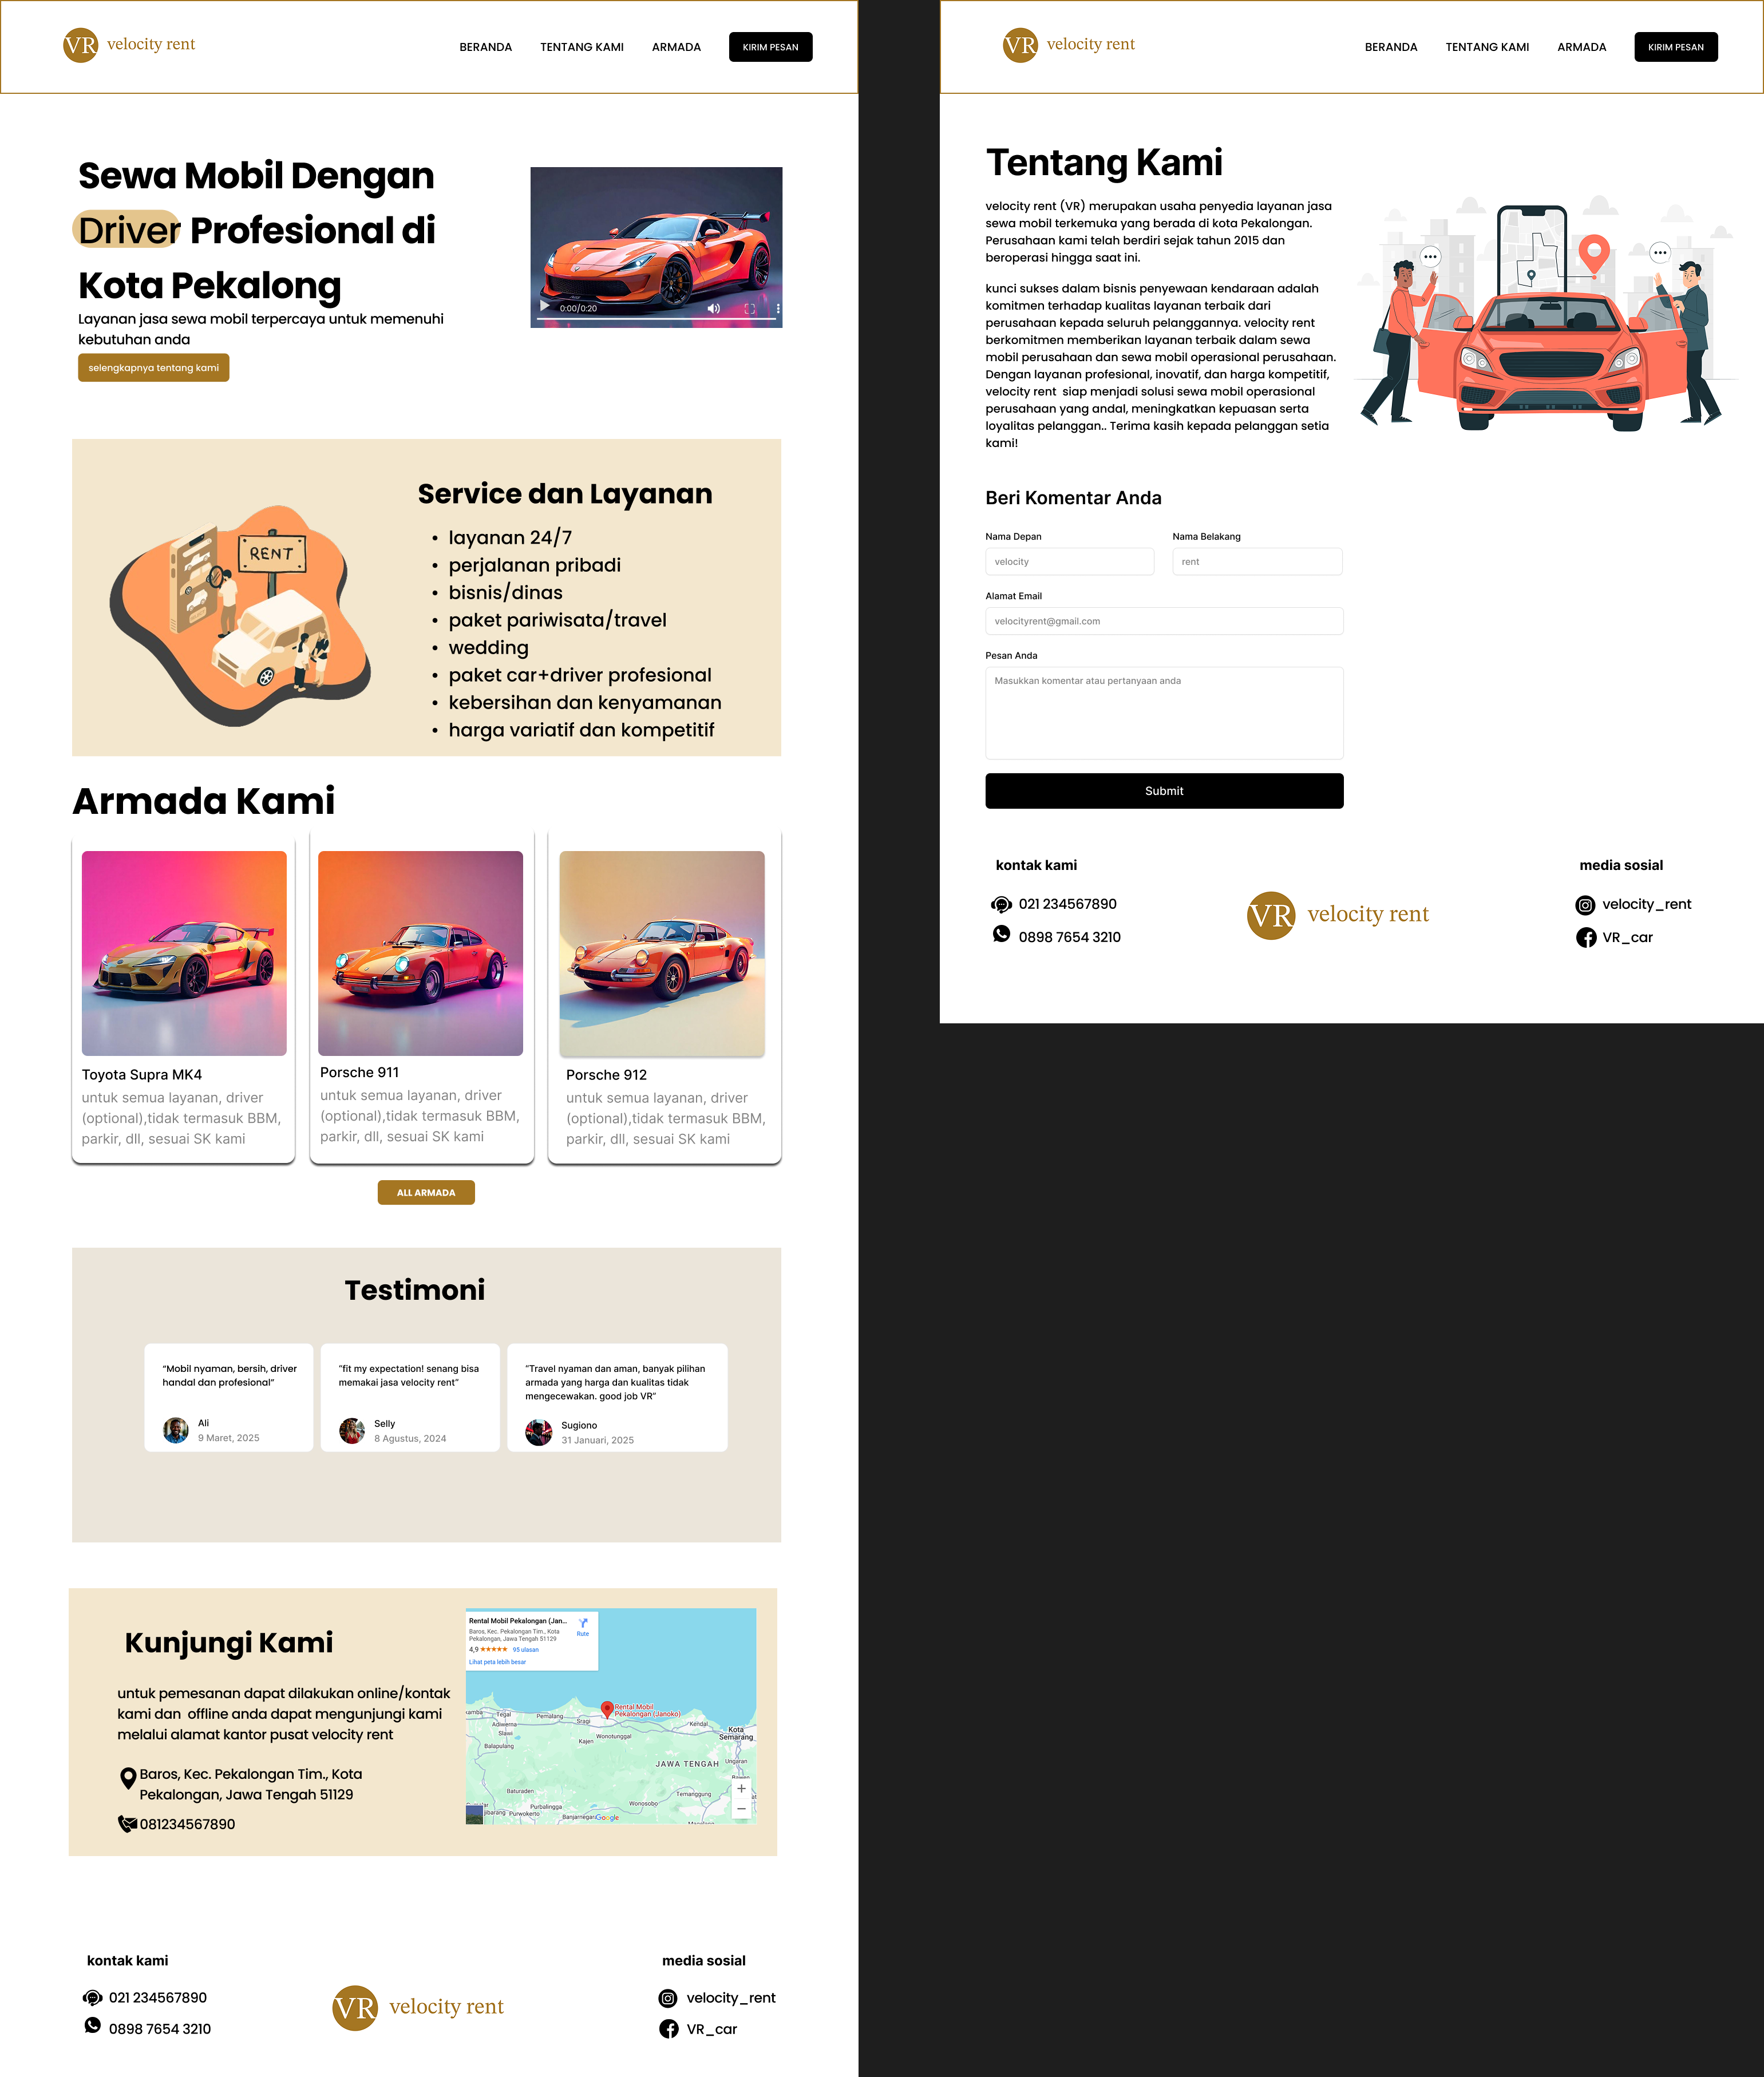 VR velocity rent
BERANDA TENTANG KAMI ARMADA KIRIM PESAN
Sewa Mobil Dengan
Driver Profesional di
Kota Pekalong
Layanan jasa sewa mobil terpercaya untuk memenuhi
kebutuhan anda
selengkapnya tentang kami
0:00/0:20
Service dan Layanan
RENT
• layanan 24/7
• perjalanan pribadi
• bisnis/dinas
• paket pariwisata/travel
• wedding
• paket car+driver profesional
• kebersihan dan kenyamanan
• harga variatif dan kompetitif
Armada Kami
Toyota Supra MK4
untuk semua layanan, driver
(optional),tidak termasuk BBM,
parkir, dll, sesuai SK kami
Porsche 911
untuk semua layanan, driver
(optional),tidak termasuk BBM,
parkir, dll, sesuai SK kami
Porsche 912
untuk semua layanan, driver
(optional),tidak termasuk BBM,
parkir, dll, sesuai SK kami
ALL ARMADA
Testimoni
“Mobil nyaman, bersih, driver
handal dan profesional”
Ali
9 Maret, 2025
“fit my expectation! senang bisa
memakai jasa velocity rent”
Selly
8 Agustus, 2024
“Travel nyaman dan aman, banyak pilihan
armada yang harga dan kualitas tidak
mengecewakan. good job VR”
Sugiono
31 Januari, 2025
Kunjungi Kami
untuk pemesanan dapat dilakukan online/kontak
kami dan  offline anda dapat mengunjungi kami
melalui alamat kantor pusat velocity rent
Baros, Kec. Pekalongan Tim., Kota
Pekalongan, Jawa Tengah 51129
081234567890
Rental Mobil Pekalongan (Jan...
Baros, Kec. Pekalongan Tim., Kota
Pekalongan, Jawa Tengah 51129
4,9 ★★★★★ 95 ulasan
Lihat peta lebih besar
Rute
Rental Mobil
Pekalongan (Janoko)
Tegal
Pemalang
Sragi
Kendal
Adiwerna
Slawi
Kota
Semarang
Kajen
Wonotunggal
Balapulang
JAWA TENGAH
Ungaran
Baturaden
Temanggung
Wonosobo
Purbalingga
Purwokerto
Banjarnegara
Google
kontak kami
021 234567890
0898 7654 3210
VR velocity rent
media sosial
velocity_rent
VR_car
VR velocity rent
BERANDA TENTANG KAMI ARMADA KIRIM PESAN
Tentang Kami
velocity rent (VR) merupakan usaha penyedia layanan jasa
sewa mobil terkemuka yang berada di kota Pekalongan.
Perusahaan kami telah berdiri sejak tahun 2015 dan
beroperasi hingga saat ini.
kunci sukses dalam bisnis penyewaan kendaraan adalah
komitmen terhadap kualitas layanan terbaik dari
perusahaan kepada seluruh pelanggannya. velocity rent
berkomitmen memberikan layanan terbaik dalam sewa
mobil perusahaan dan sewa mobil operasional perusahaan.
Dengan layanan profesional, inovatif, dan harga kompetitif,
velocity rent  siap menjadi solusi sewa mobil operasional
perusahaan yang andal, meningkatkan kepuasan serta
loyalitas pelanggan.. Terima kasih kepada pelanggan setia
kami!
Beri Komentar Anda
Nama Depan
velocity
Nama Belakang
rent
Alamat Email
velocityrent@gmail.com
Pesan Anda
Masukkan komentar atau pertanyaan anda
Submit
kontak kami
021 234567890
0898 7654 3210
VR velocity rent
media sosial
velocity_rent
VR_car